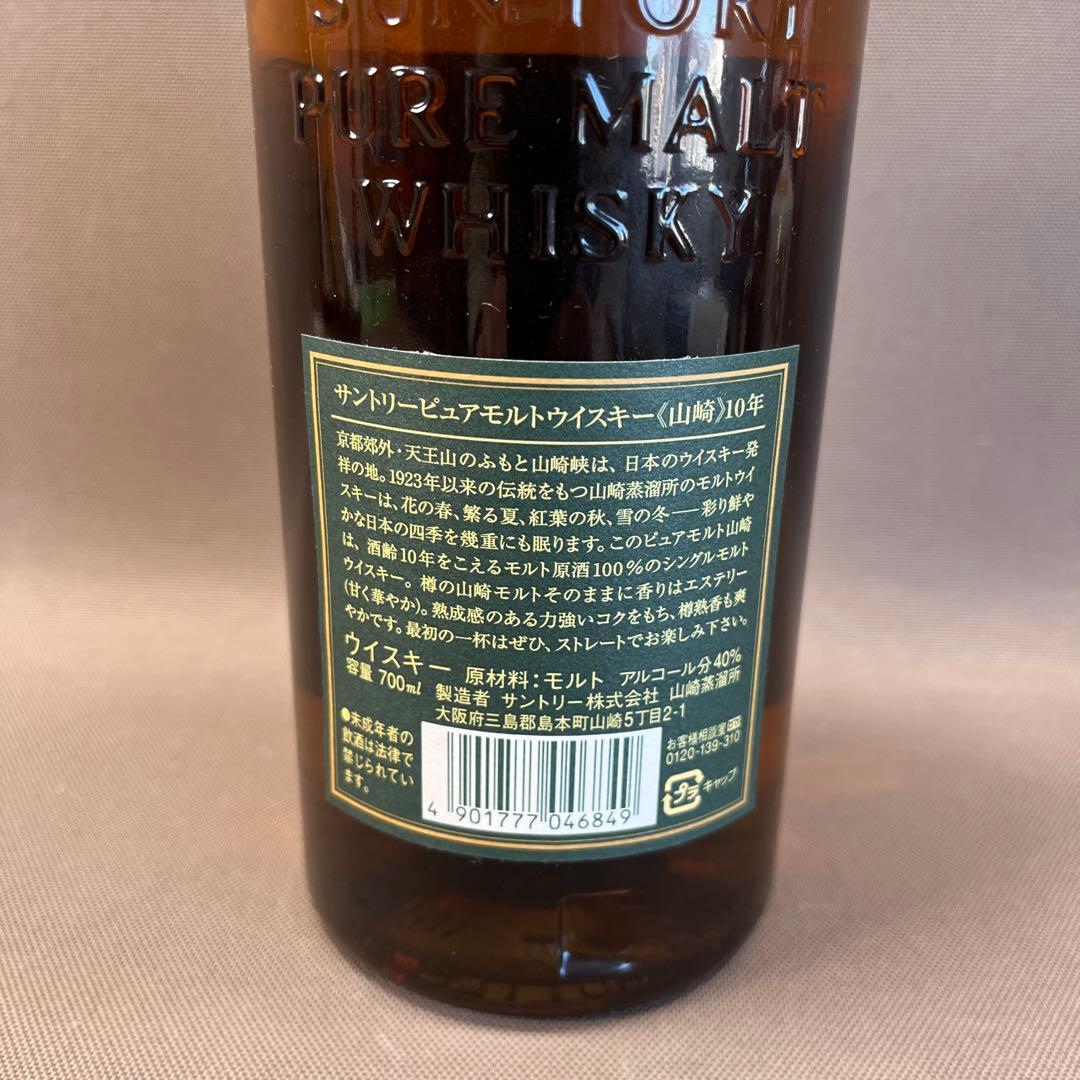 SUNTORY
PURE MALT
WHISKY
サントリーピュアモルトウイスキー《山崎》10年
京都郊外・天王山のふもと山崎峡は、日本のウイスキー発
祥の地。1923年以来の伝統をもつ山崎蒸溜所のモルトウイ
スキーは、花の春、繁る夏、紅葉の秋、雪の冬――彩り鮮や
かな日本の四季を幾重にも眠ります。このピュアモルト山崎
は、酒齢10年をこえるモルト原酒100%のシングルモルト
ウイスキー。樽の山崎モルトそのままに香りはエステリー
(甘く華やか)。熟成感のある力強いコクをもち、樽熟香も爽
やかです。最初の一杯はぜひ、ストレートでお楽しみ下さい。
ウイスキー 原材料：モルト アルコール分40%
容量 700ml 製造者 サントリー株式会社 山崎蒸溜所
大阪府三島郡島本町山崎5丁目2-1
●未成年者の
飲酒は法律で
禁じられてい
ます。
お客様相談室
0120-139-310
プラ キャップ
4 901777 046849